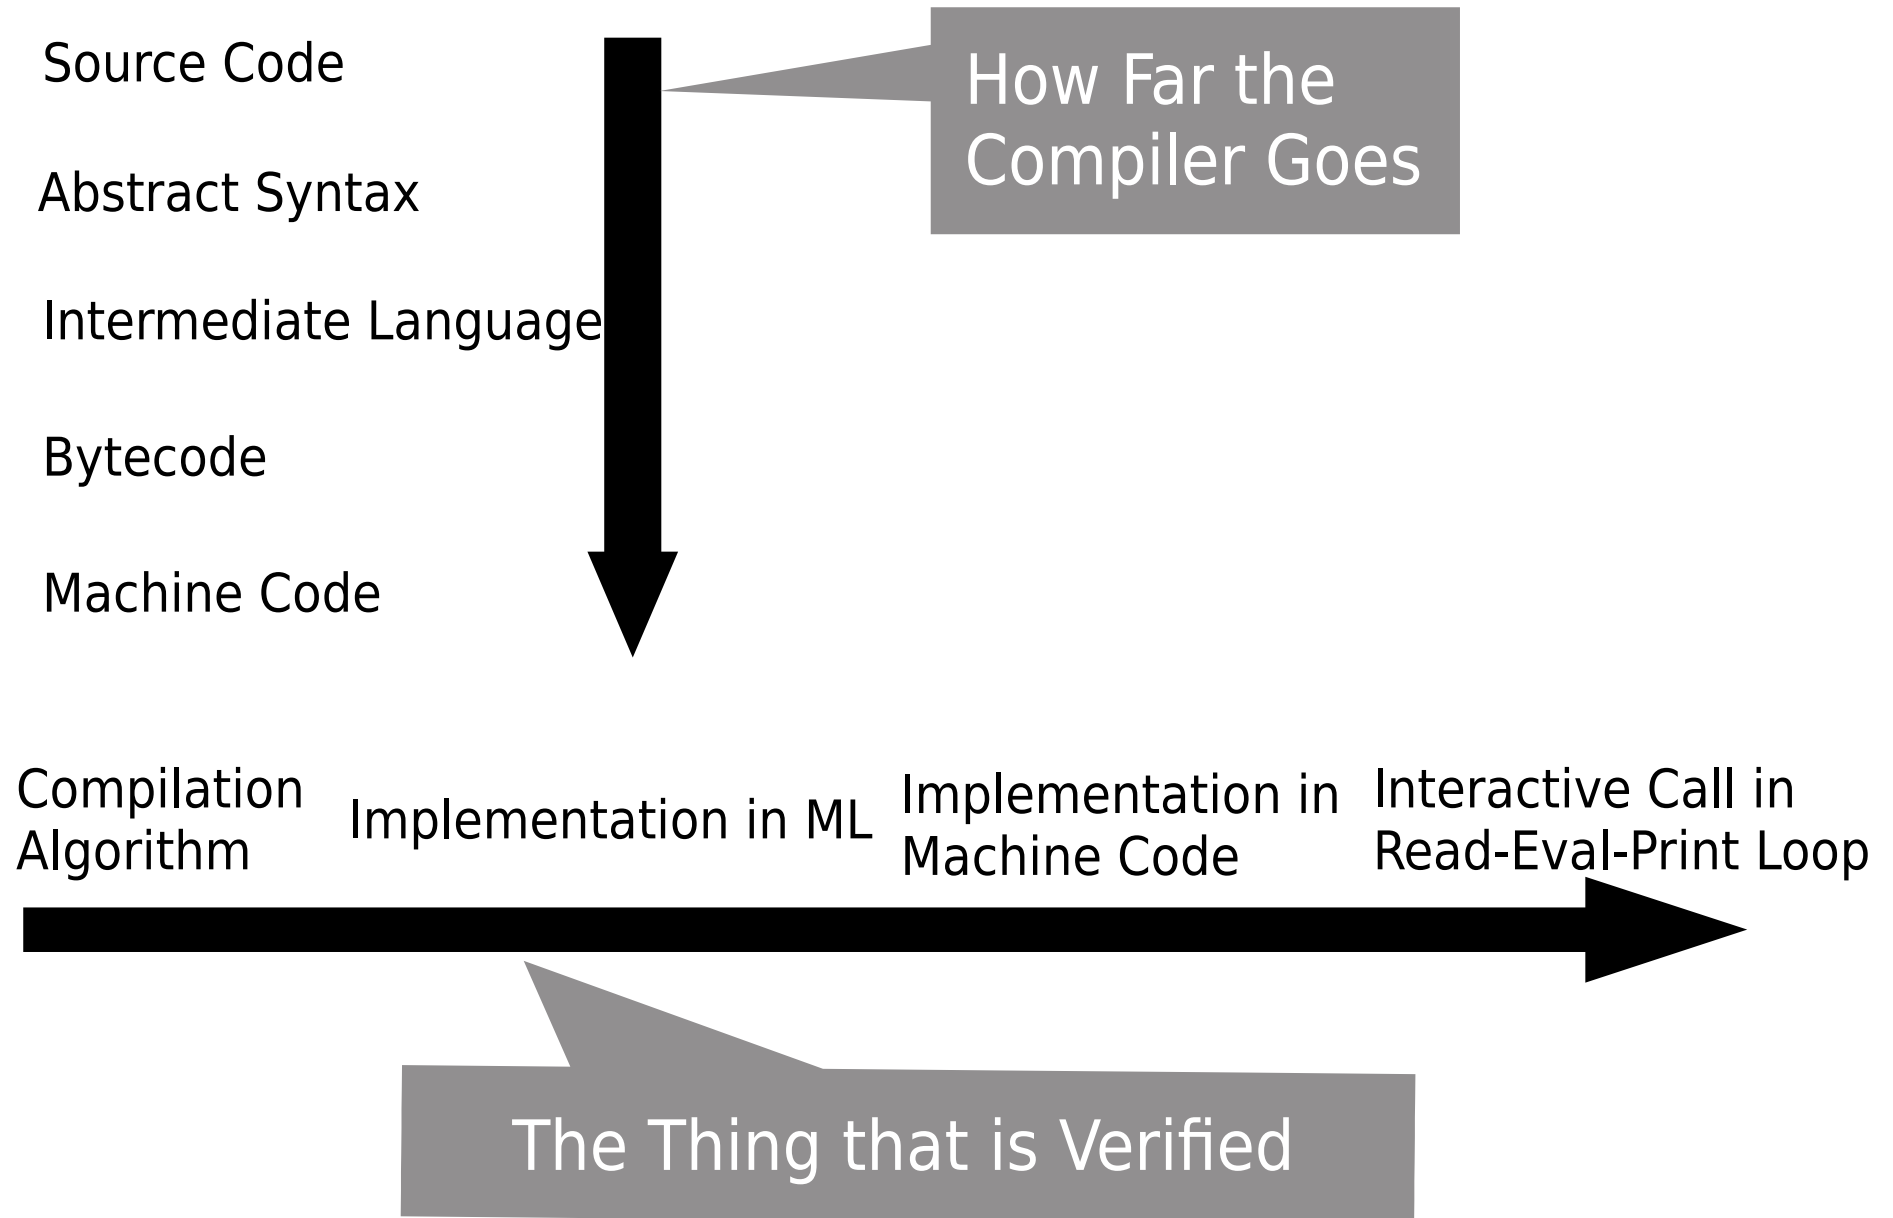 Source Code
How Far the
Compiler Goes
Abstract Syntax
Intermediate Language
Bytecode
Machine Code
Compilation
Algorithm
Implementation in ML
Implementation in
Machine Code
Interactive Call in
Read-Eval-Print Loop
The Thing that is Verified